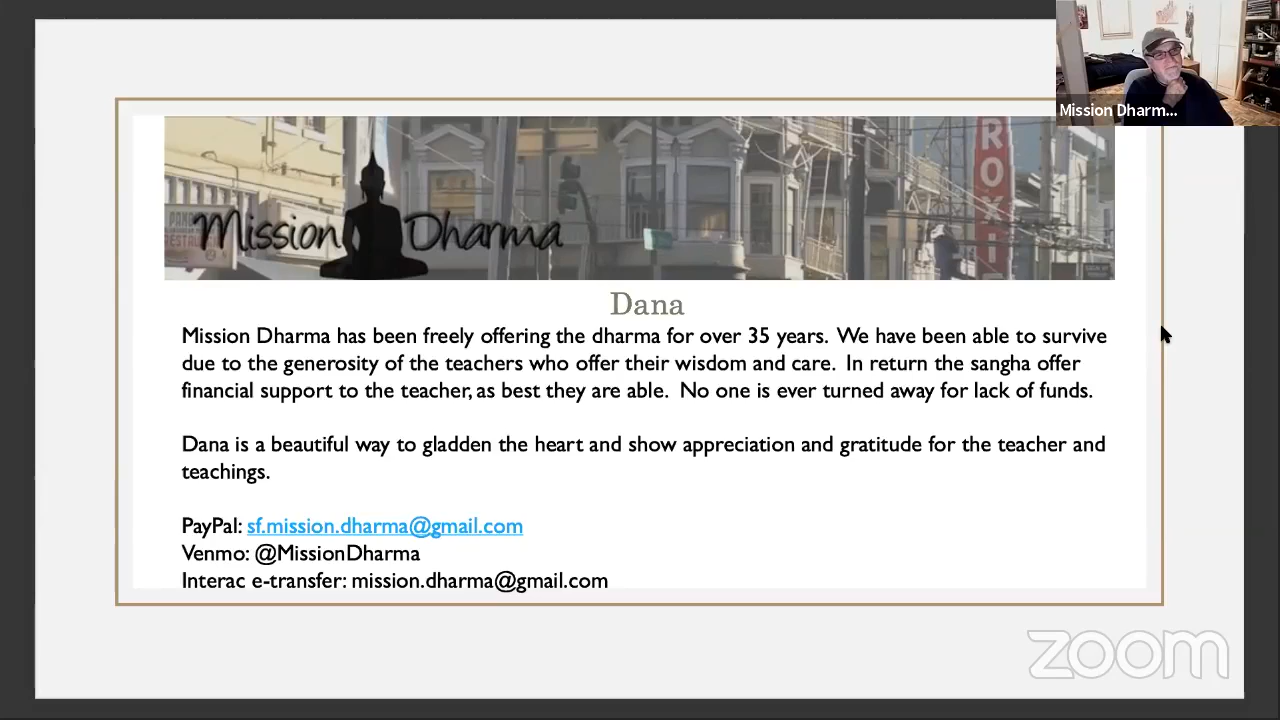 Mission Dharm...
ROXI
Mission Dharma
Dana
Mission Dharma has been freely offering the dharma for over 35 years. We have been able to survive
due to the generosity of the teachers who offer their wisdom and care. In return the sangha offer
financial support to the teacher, as best they are able. No one is ever turned away for lack of funds.
Dana is a beautiful way to gladden the heart and show appreciation and gratitude for the teacher and
teachings.
PayPal: sf.mission.dharma@gmail.com
Venmo: @MissionDharma
Interac e-transfer: mission.dharma@gmail.com
zoom